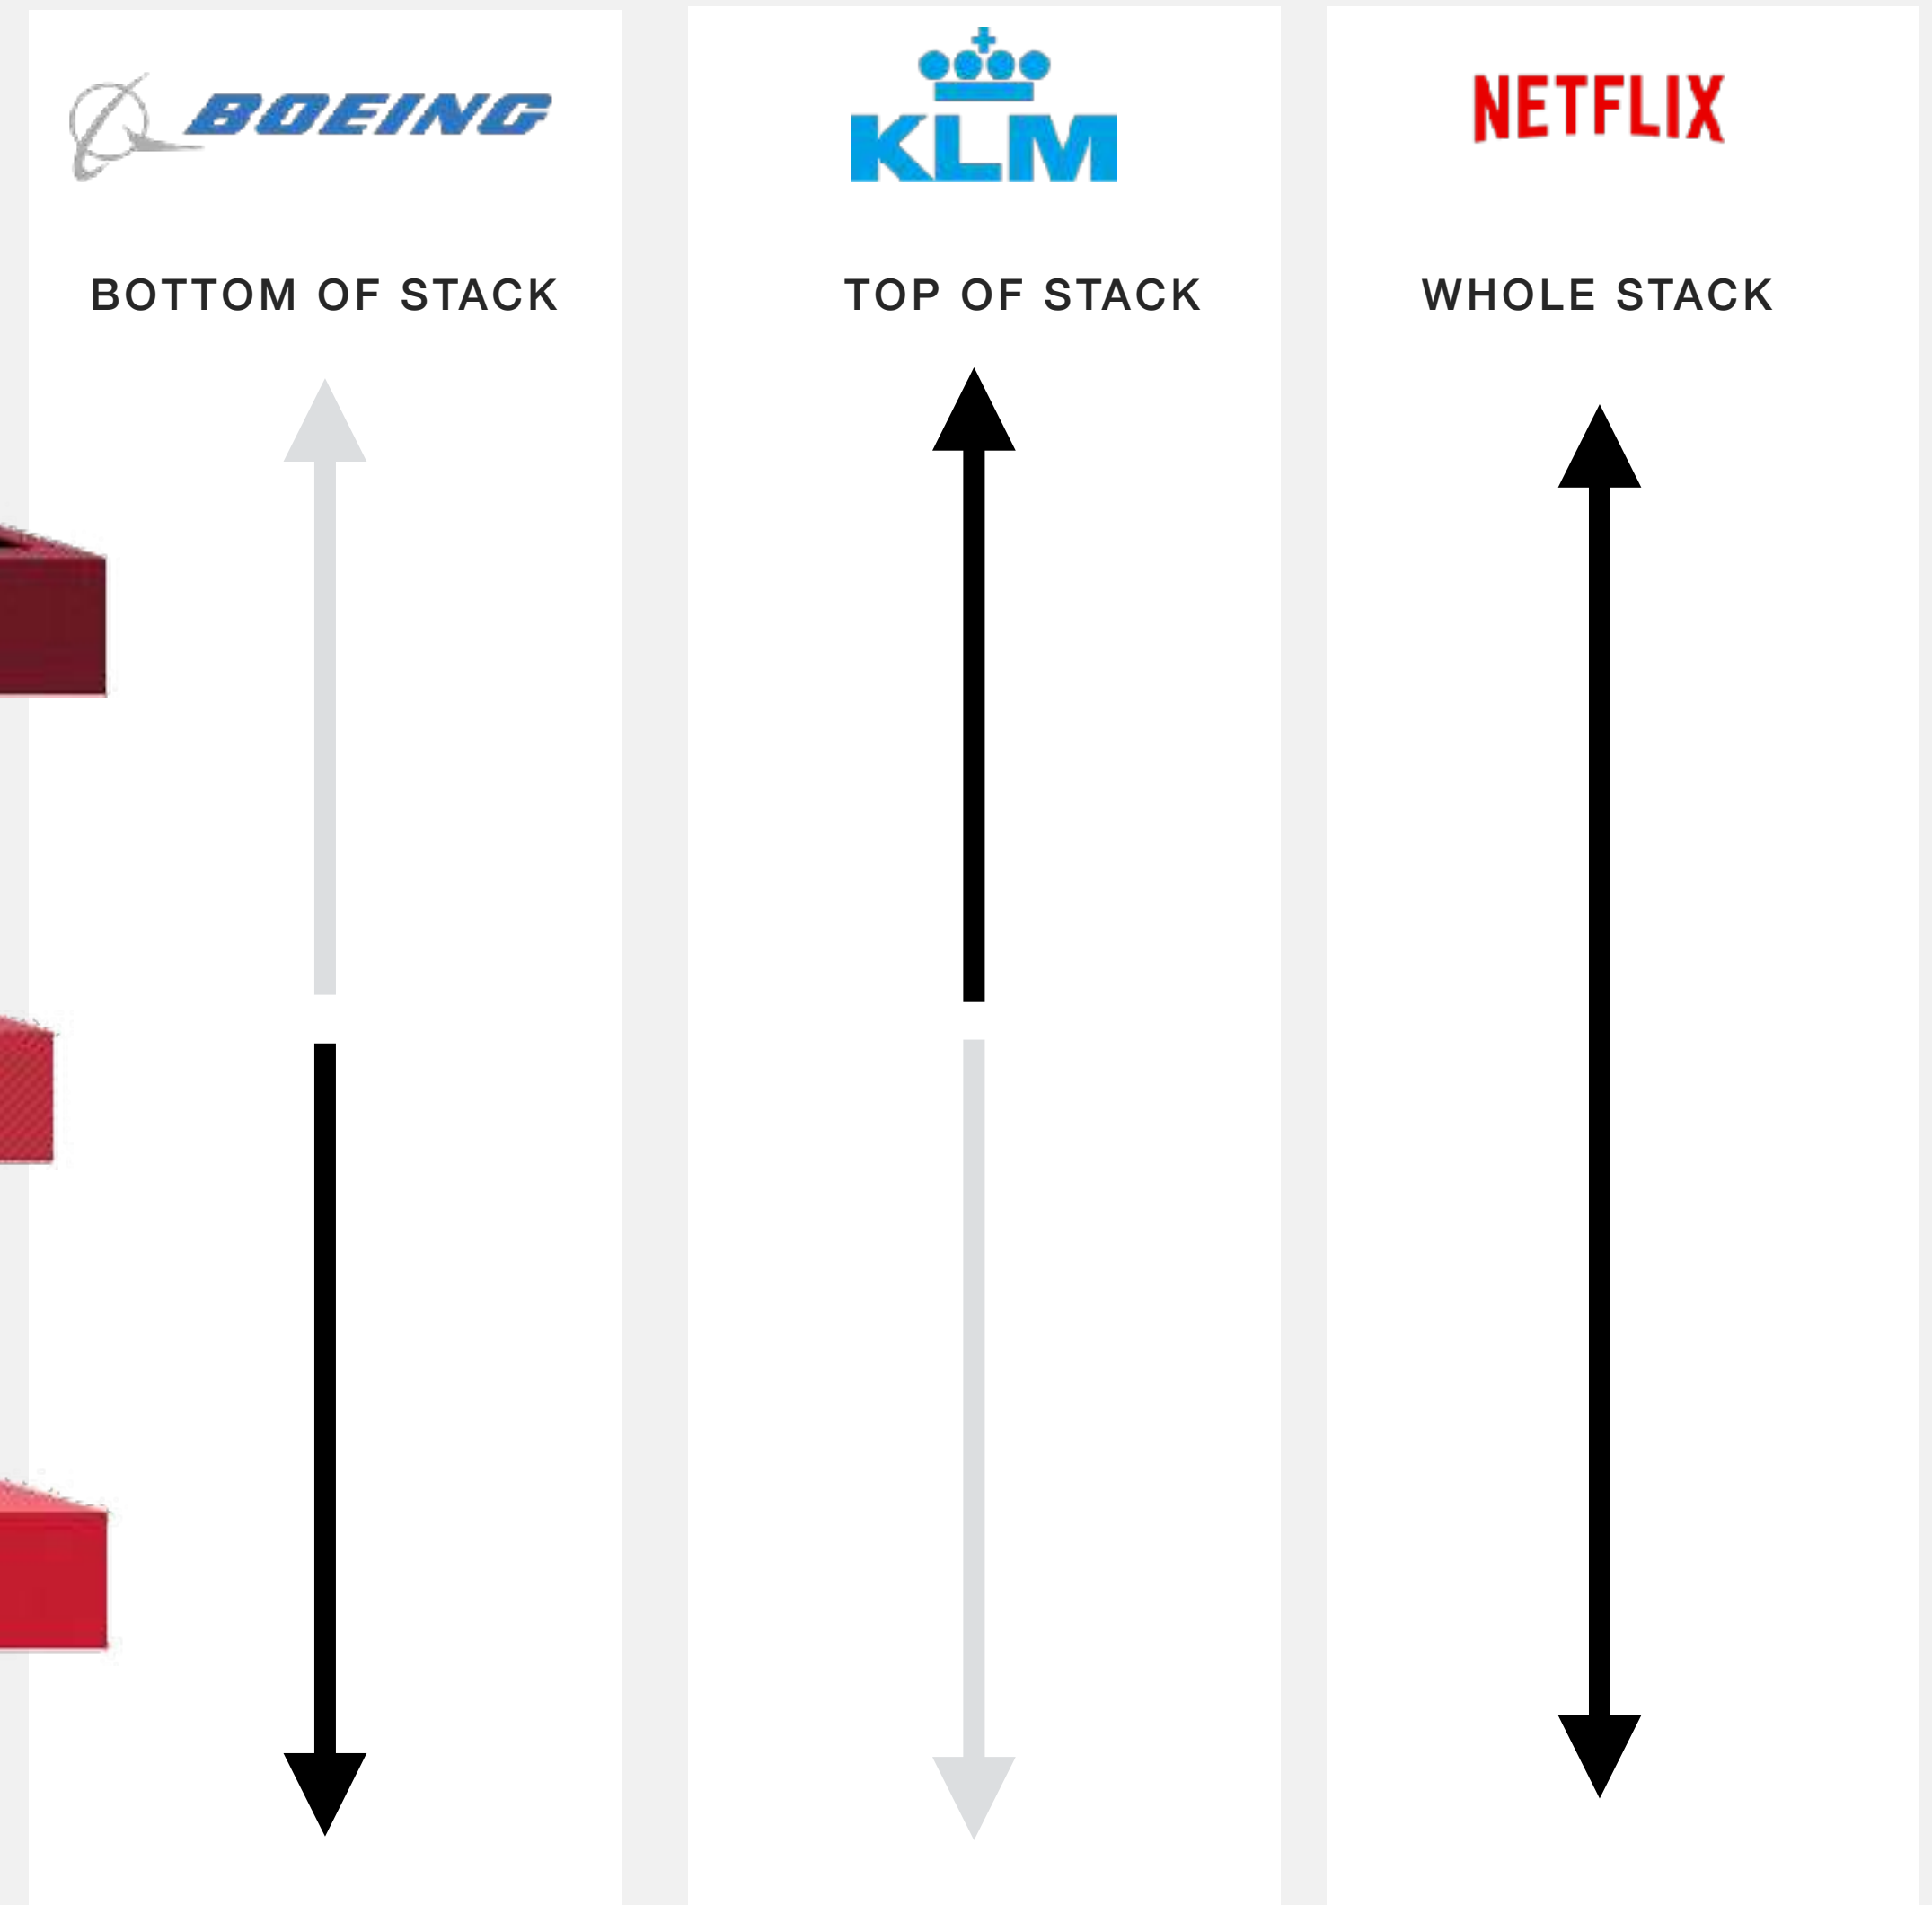 BOEING
BOTTOM OF STACK
KLM
TOP OF STACK
NETFLIX
WHOLE STACK